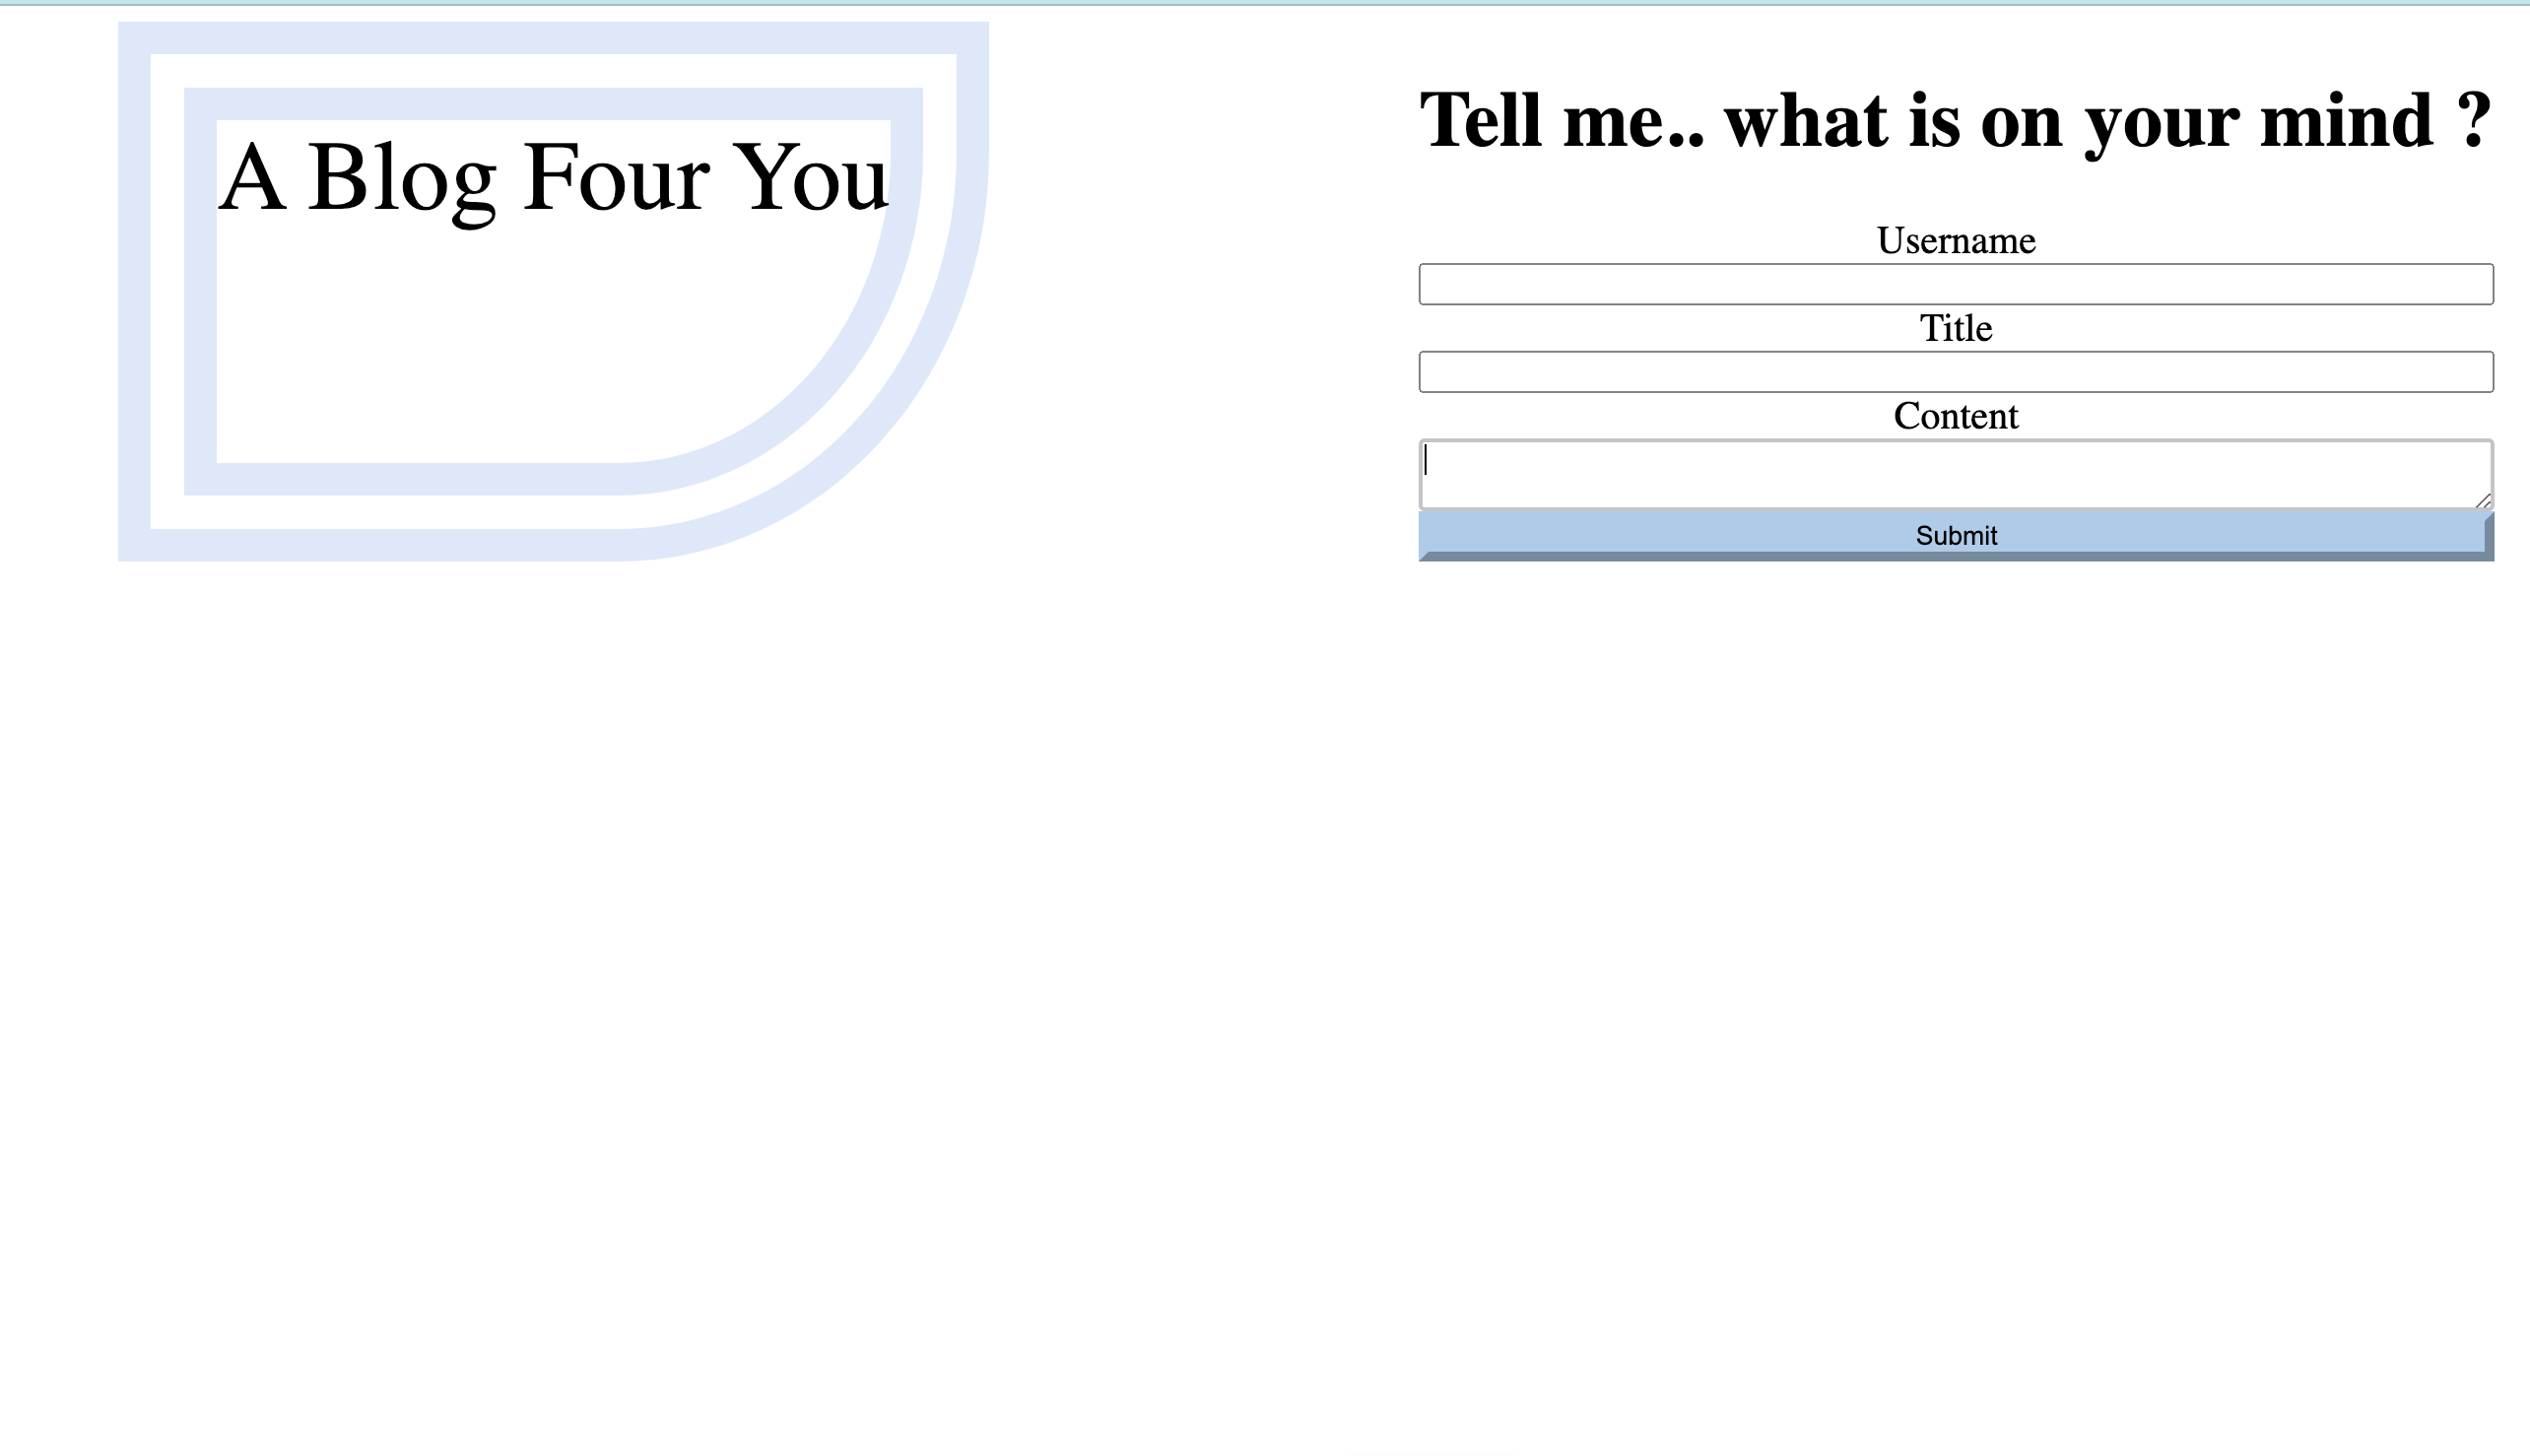 A Blog Four You
Tell me.. what is on your mind ?
Username
Title
Content
Submit